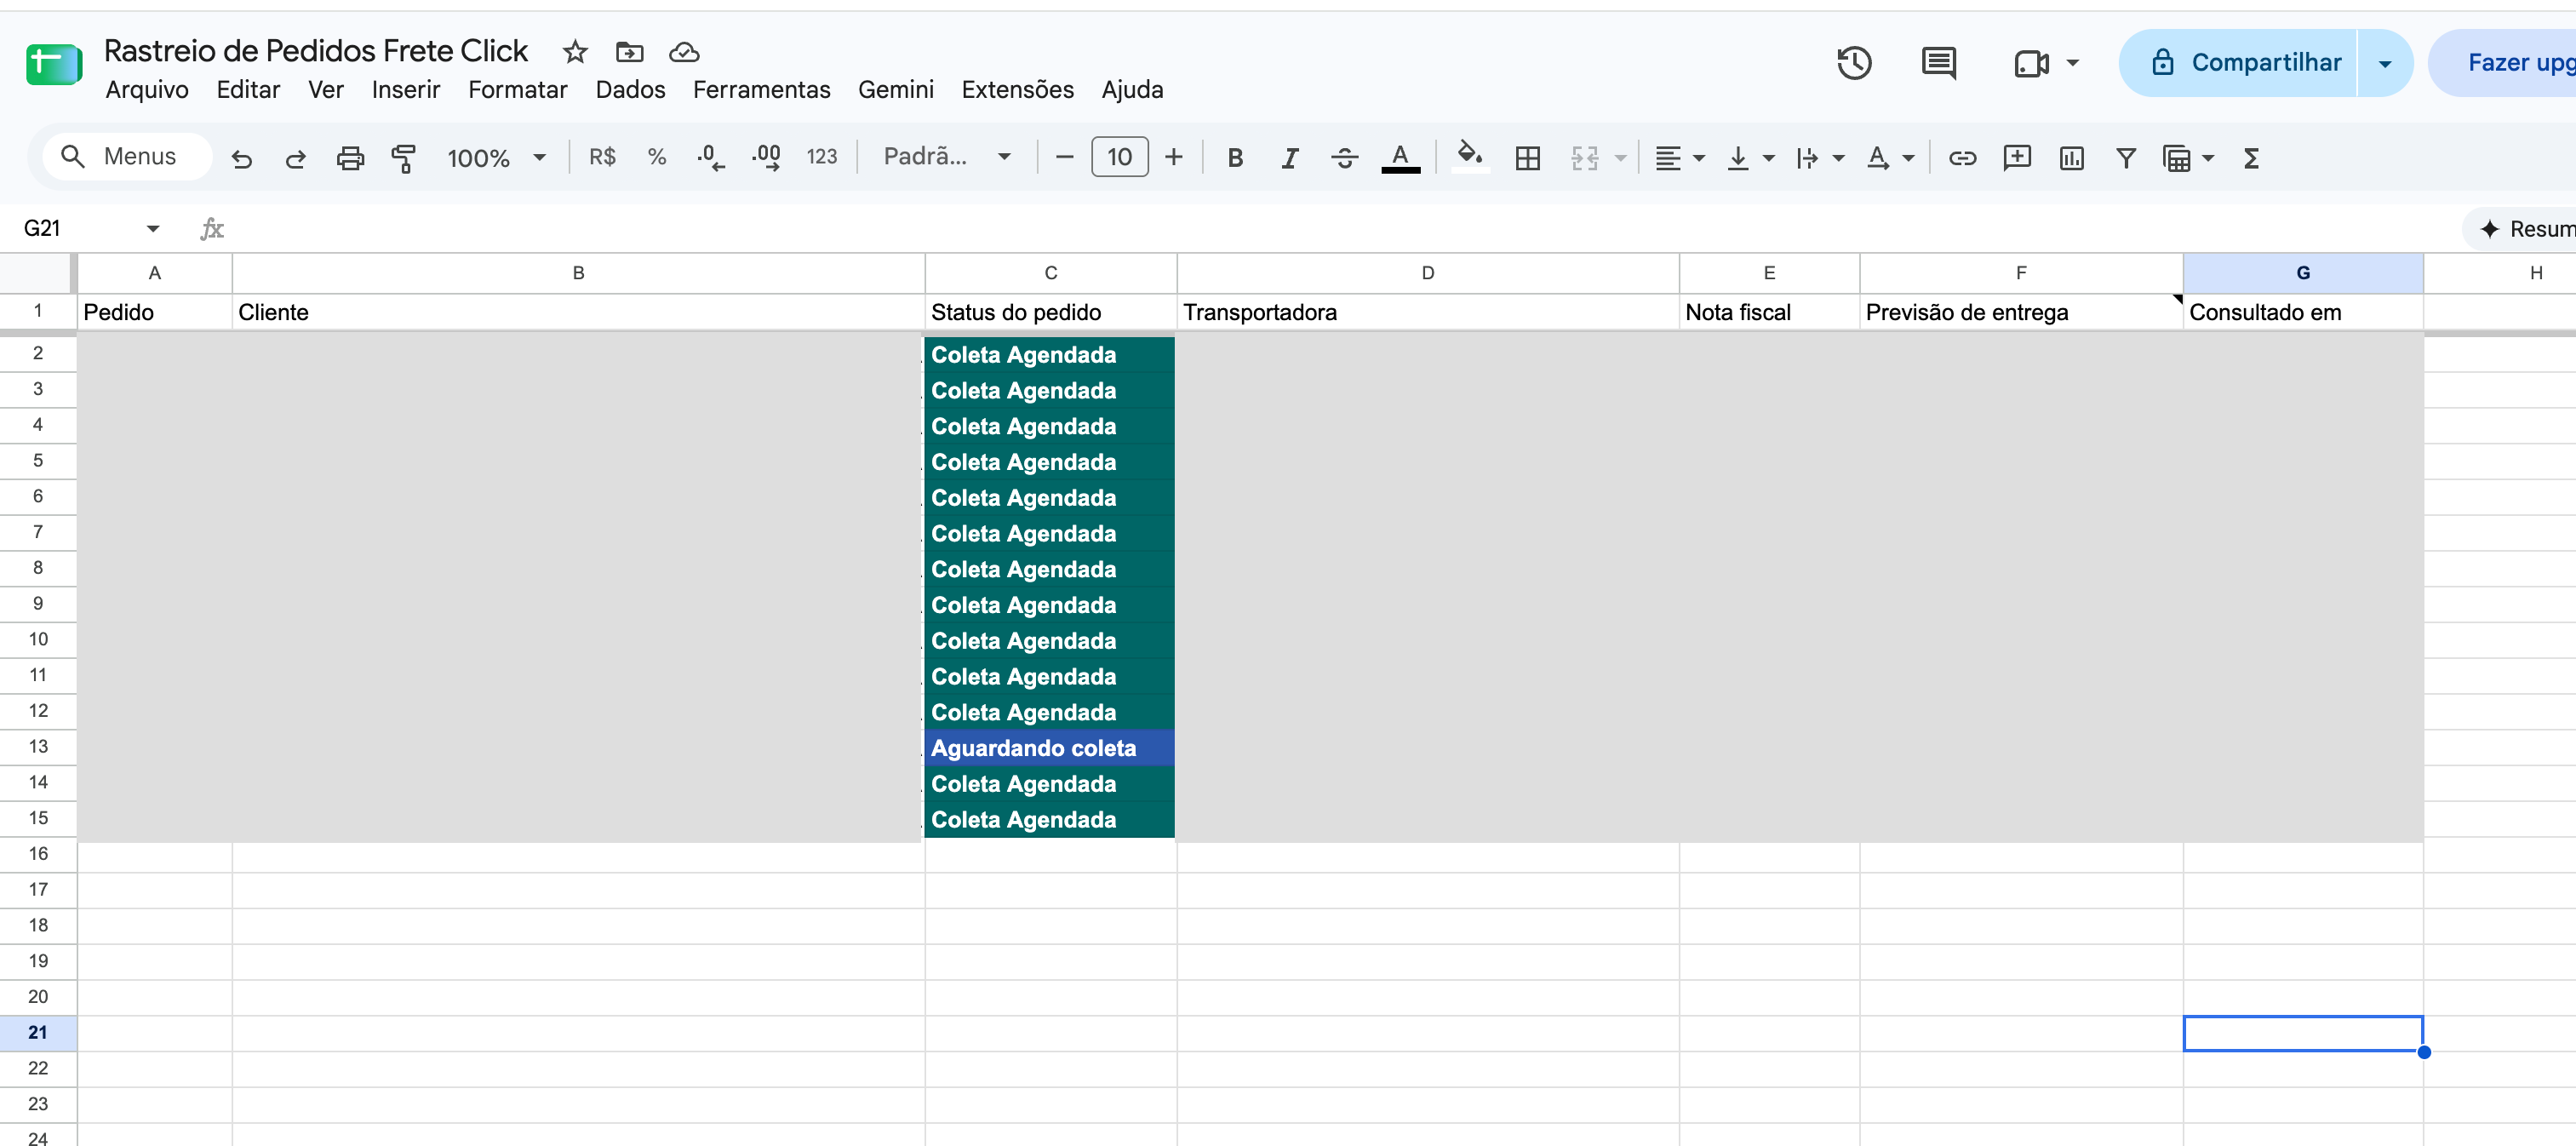 Rastreio de Pedidos Frete Click
Arquivo Editar Ver Inserir Formatar Dados Ferramentas Gemini Extensões Ajuda
Compartilhar
Fazer upg
Menus 100% R$ % .0 .00 123 Padrã... 10 B I S A Σ
G21 fx
Resum
A B C D E F G H
1 Pedido Cliente Status do pedido Transportadora Nota fiscal Previsão de entrega Consultado em
2 Coleta Agendada
3 Coleta Agendada
4 Coleta Agendada
5 Coleta Agendada
6 Coleta Agendada
7 Coleta Agendada
8 Coleta Agendada
9 Coleta Agendada
10 Coleta Agendada
11 Coleta Agendada
12 Coleta Agendada
13 Aguardando coleta
14 Coleta Agendada
15 Coleta Agendada
16
17
18
19
20
21
22
23
24